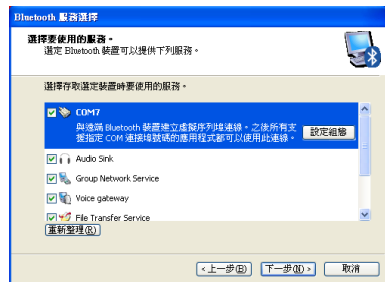 Bluetooth 服務選擇
選擇要使用的服務。
選定 Bluetooth 裝置可以提供下列服務。
選擇存取選定裝置時要使用的服務。
COM7
與遠端 Bluetooth 裝置建立虛擬序列埠連線。之後所有支
援指定 COM 連接埠號碼的應用程式都可以使用此連線。
設定組態
Audio Sink
Group Network Service
Voice gateway
File Transfer Service
重新整理(R)
<上一步(B)
下一步(N)>
取消